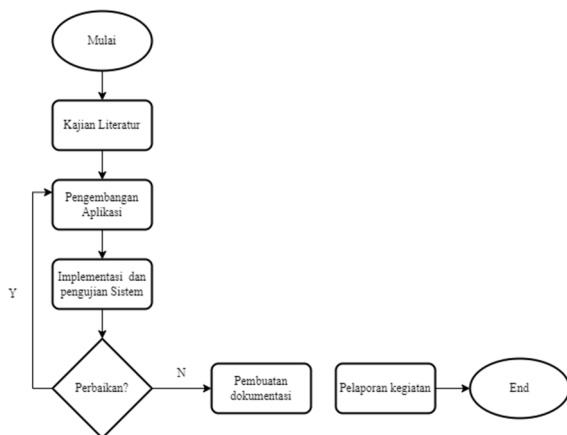 Mulai
Kajian Literatur
Pengembangan
Aplikasi
Implementasi dan
pengujian Sistem
Y
Perbaikan?
N
Pembuatan
dokumentasi
Pelaporan kegiatan
End